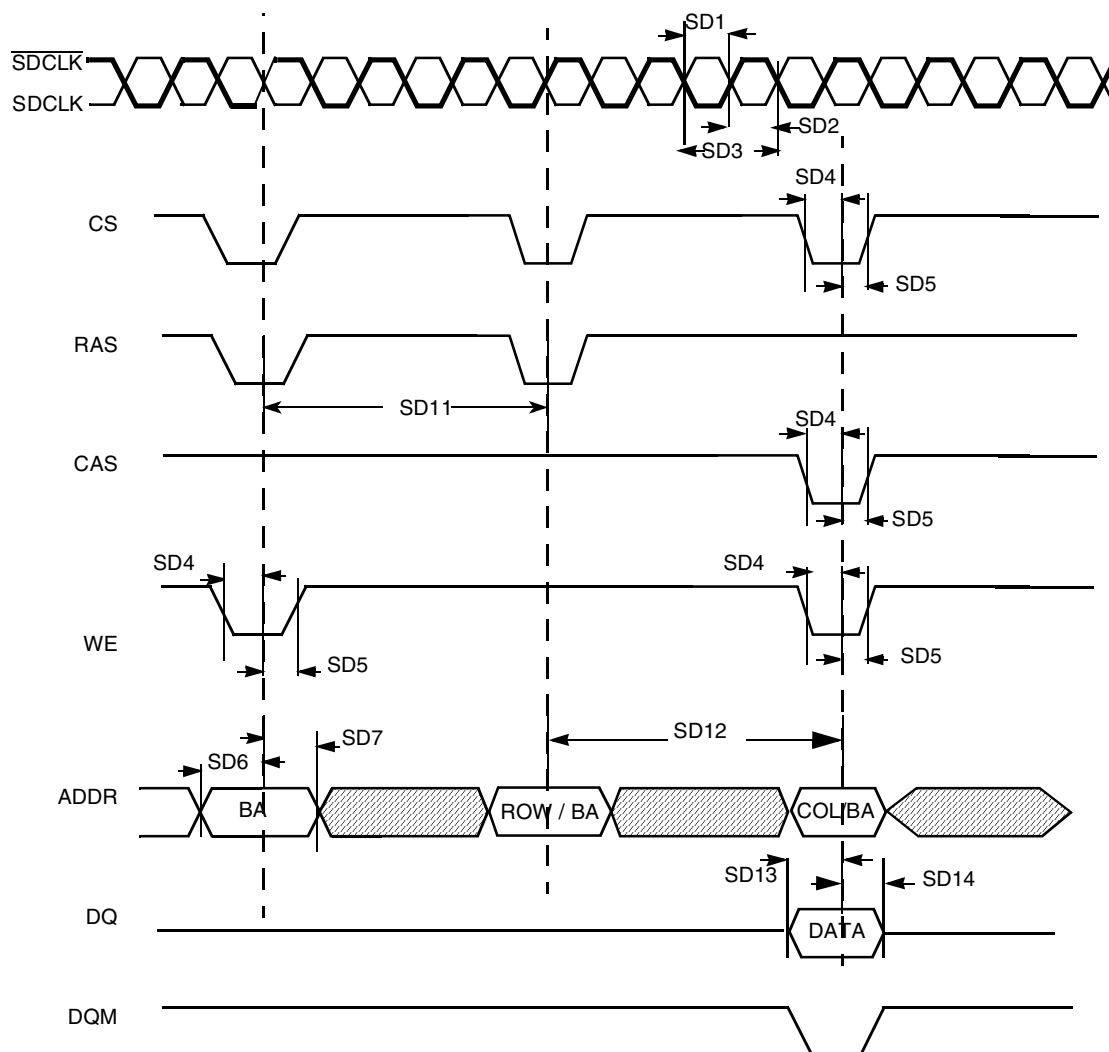 SD1
SDCLK
SDCLK
SD2
SD3
SD4
CS
SD5
RAS
SD11
SD4
CAS
SD5
SD4
SD4
WE
SD5
SD5
SD12
SD7
SD6
ADDR
BA
ROW / BA
COL/BA
SD13
SD14
DQ
DATA
DQM